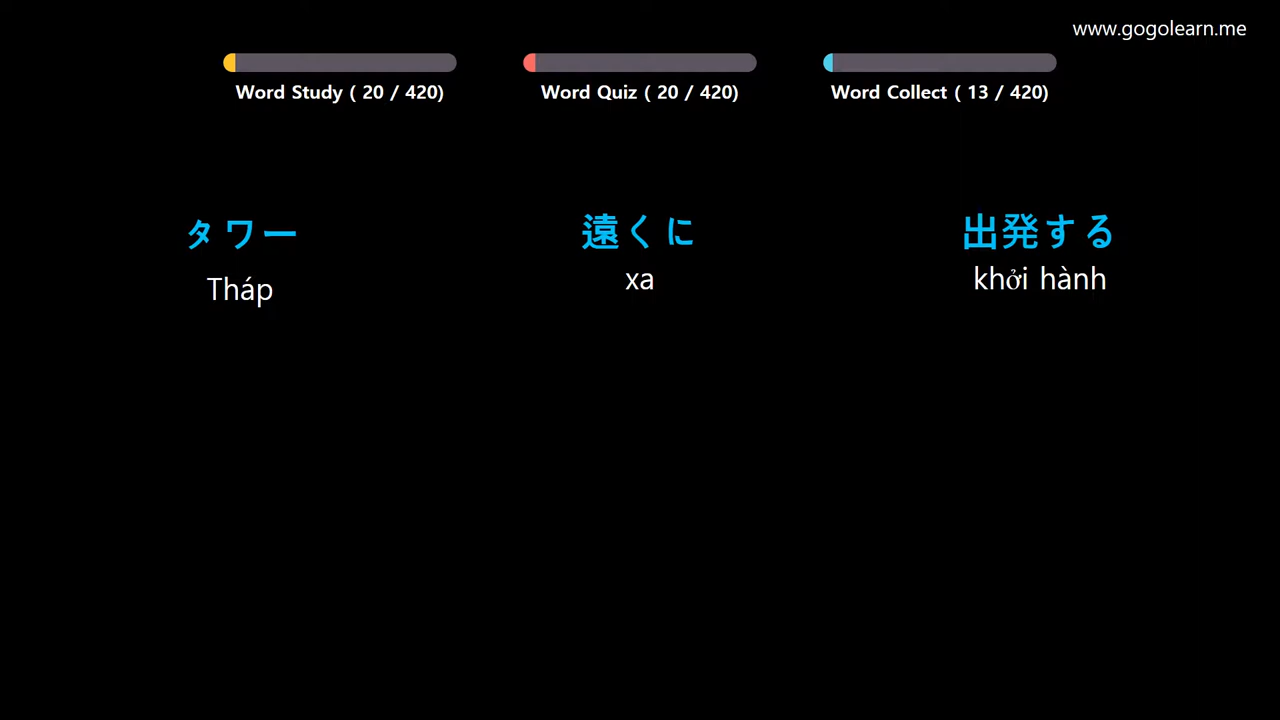 www.gogolearn.me
Word Study ( 20 / 420)
Word Quiz ( 20 / 420)
Word Collect ( 13 / 420)
タワー
Tháp
遠くに
xa
出発する
khởi hành